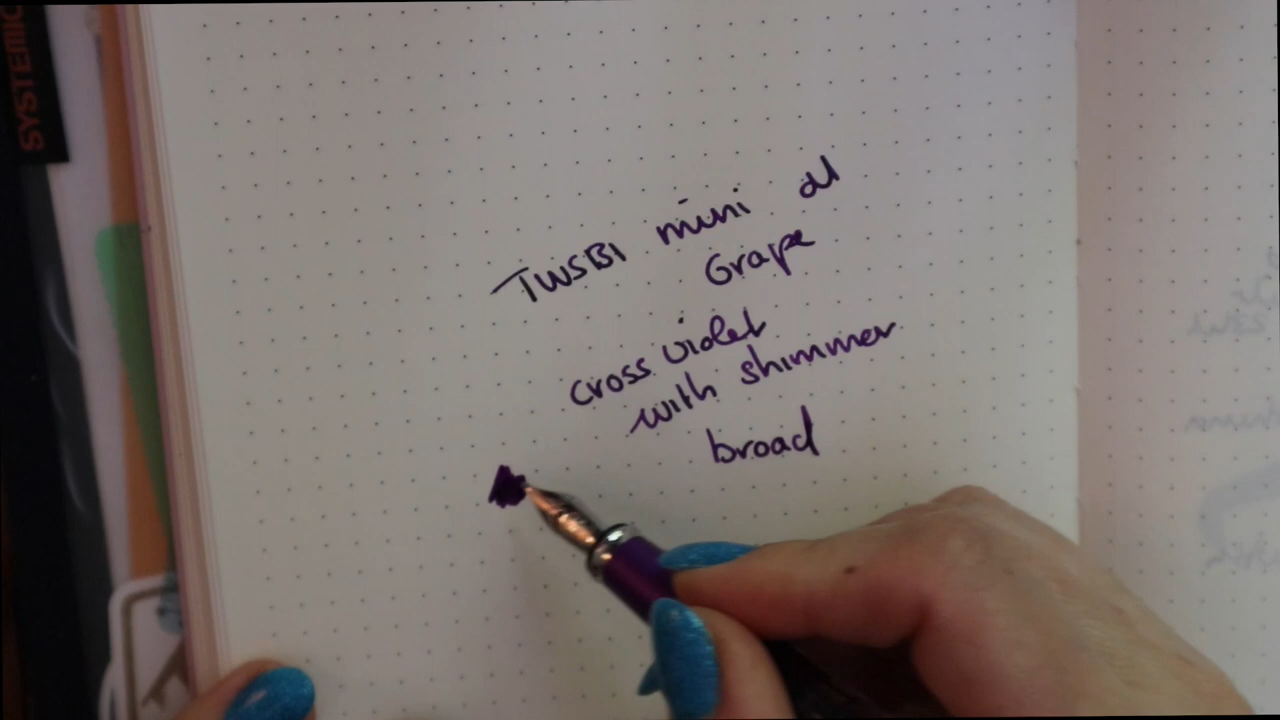 SYSTEMIC
TWSBI mini al
Grape
cross violet
with shimmer
broad